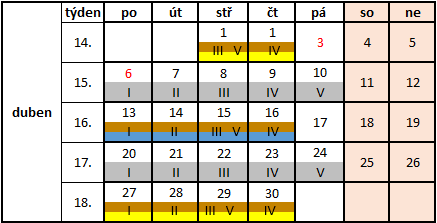 týden po út stř čt pá so ne
14. 1 1 3 4 5
III V IV
15. 6 7 8 9 10 11 12
I II III IV V
duben
16. 13 14 15 16 17 18 19
I II III V IV
17. 20 21 22 23 24 25 26
I II III IV V
18. 27 28 29 30
I II III V IV